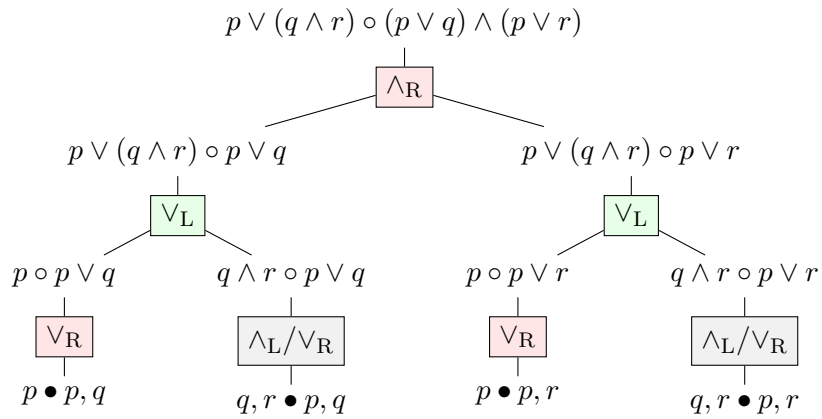 p ∨ (q ∧ r) ∘ (p ∨ q) ∧ (p ∨ r)
∧R
p ∨ (q ∧ r) ∘ p ∨ q p ∨ (q ∧ r) ∘ p ∨ r
∨L ∨L
p ∘ p ∨ q q ∧ r ∘ p ∨ q p ∘ p ∨ r q ∧ r ∘ p ∨ r
∨R ∧L/∨R ∨R ∧L/∨R
p • p, q q, r • p, q p • p, r q, r • p, r